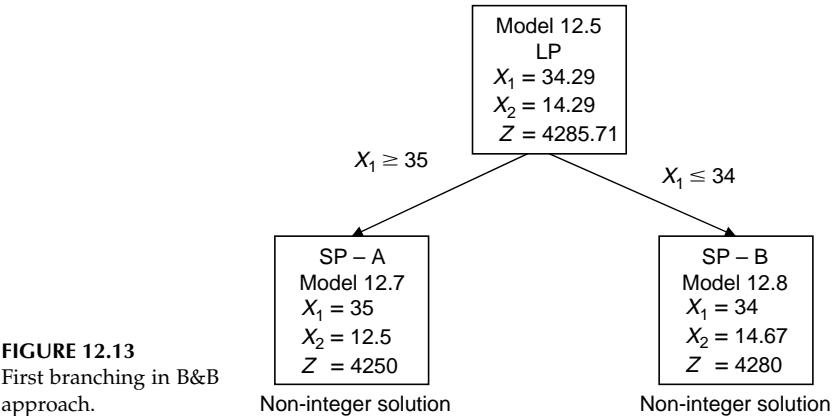 Model 12.5
LP
X₁ = 34.29
X₂ = 14.29
Z = 4285.71
X₁ ≥ 35
X₁ ≤ 34
SP – A
Model 12.7
X₁ = 35
X₂ = 12.5
Z = 4250
Non-integer solution
SP – B
Model 12.8
X₁ = 34
X₂ = 14.67
Z = 4280
Non-integer solution
FIGURE 12.13
First branching in B&B
approach.